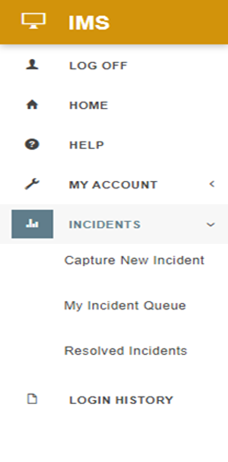 IMS
LOG OFF
HOME
HELP
MY ACCOUNT
INCIDENTS
Capture New Incident
My Incident Queue
Resolved Incidents
LOGIN HISTORY